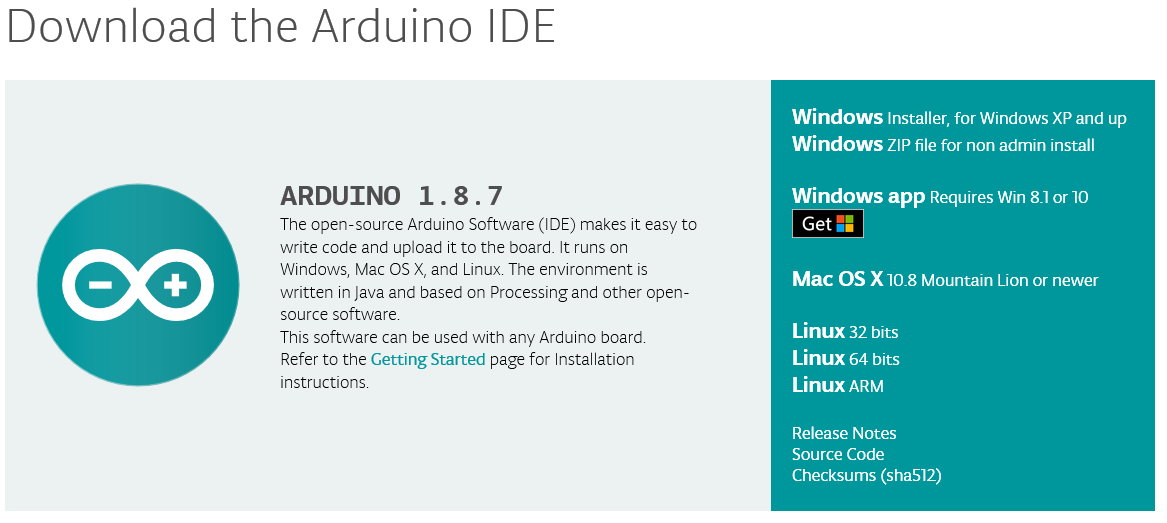 Download the Arduino IDE
ARDUINO 1.8.7
The open-source Arduino Software (IDE) makes it easy to
write code and upload it to the board. It runs on
Windows, Mac OS X, and Linux. The environment is
written in Java and based on Processing and other open-
source software.
This software can be used with any Arduino board.
Refer to the Getting Started page for Installation
instructions.
Windows Installer, for Windows XP and up
Windows ZIP file for non admin install
Windows app Requires Win 8.1 or 10
Get
Mac OS X 10.8 Mountain Lion or newer
Linux 32 bits
Linux 64 bits
Linux ARM
Release Notes
Source Code
Checksums (sha512)